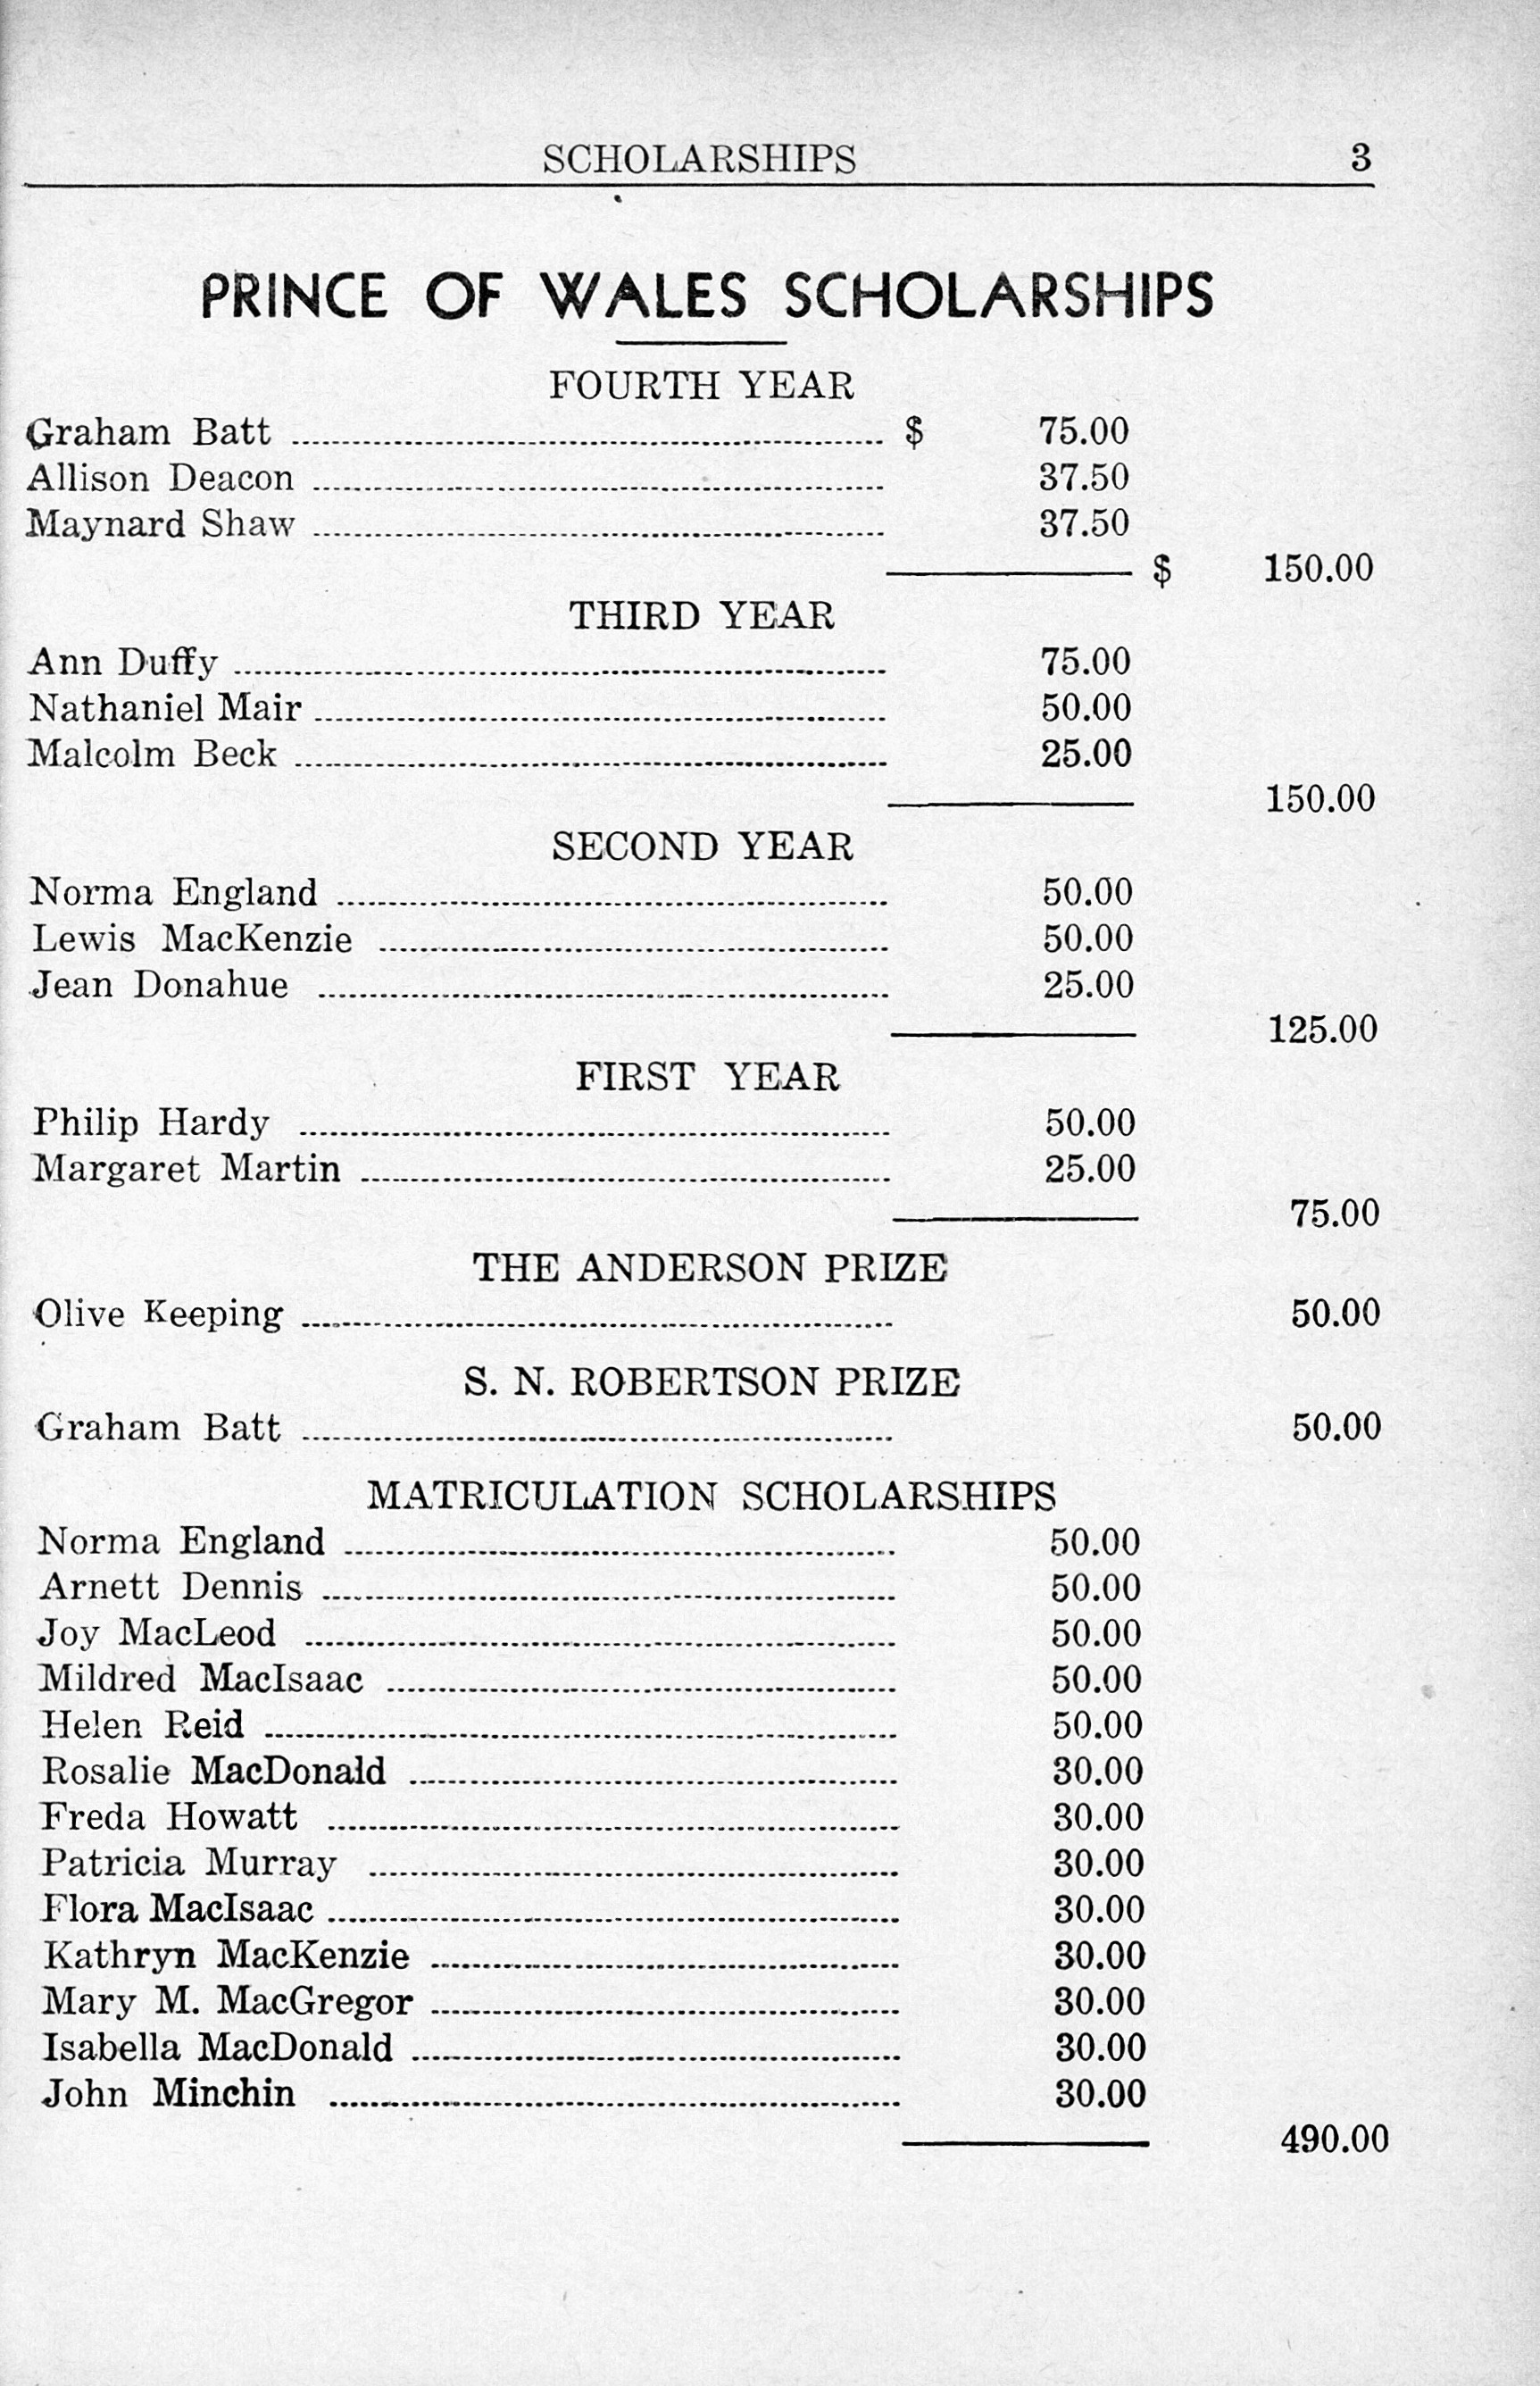 SCHOLARSHIPS 3
PRINCE OF WALES SCHOLARSHIPS
FOURTH YEAR
Graham Batt $ 75.00
Allison Deacon 37.50
Maynard Shaw 37.50
$ 150.00
THIRD YEAR
Ann Duffy 75.00
Nathaniel Mair 50.00
Malcolm Beck 25.00
150.00
SECOND YEAR
Norma England 50.00
Lewis MacKenzie 50.00
Jean Donahue 25.00
125.00
FIRST YEAR
Philip Hardy 50.00
Margaret Martin 25.00
75.00
THE ANDERSON PRIZE
Olive Keeping 50.00
S. N. ROBERTSON PRIZE
Graham Batt 50.00
MATRICULATION SCHOLARSHIPS
Norma England 50.00
Arnett Dennis 50.00
Joy MacLeod 50.00
Mildred MacIsaac 50.00
Helen Reid 50.00
Rosalie MacDonald 30.00
Freda Howatt 30.00
Patricia Murray 30.00
Flora MacIsaac 30.00
Kathryn MacKenzie 30.00
Mary M. MacGregor 30.00
Isabella MacDonald 30.00
John Minchin 30.00
490.00